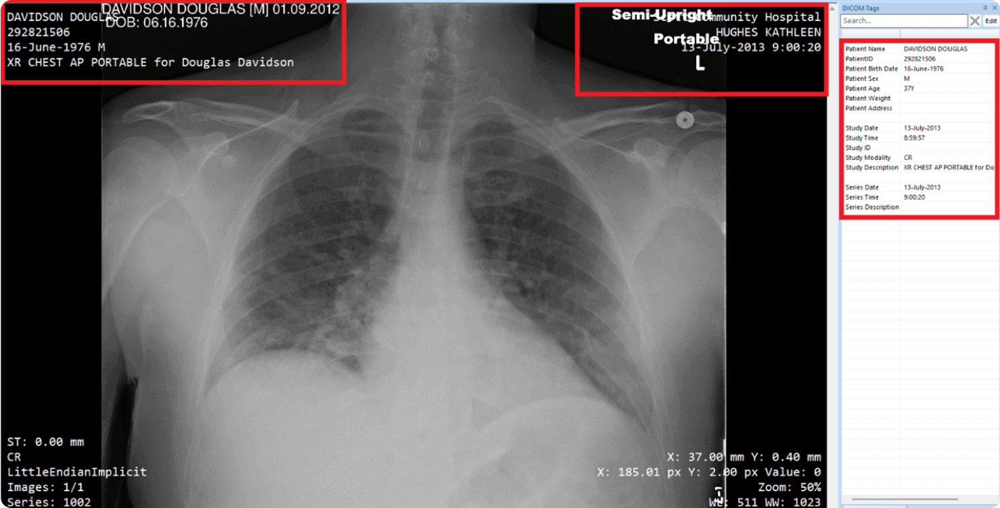 DAVIDSON DOUGLAS
292821506
16-June-1976 M
XR CHEST AP PORTABLE for Douglas Davidson
DAVIDSON DOUGLAS [M] 01.09.2012
DOB: 06.16.1976
Semi-Upright
Portable
Community Hospital
HUGHES KATHLEEN
13-July-2013 9:00:20
L
ST: 0.00 mm
CR
LittleEndianImplicit
Images: 1/1
Series: 1002
X: 37.00 mm Y: 0.40 mm
X: 185.01 px Y: 2.00 px Value: 0
Zoom: 50%
WL: 511 WW: 1023
DICOM Tags
Search...
Edit
Patient Name DAVIDSON DOUGLAS
PatientID 292821506
Patient Birth Date 16-June-1976
Patient Sex M
Patient Age 37Y
Patient Weight
Patient Address
Study Date 13-July-2013
Study Time 8:59:57
Study ID
Study Modality CR
Study Description XR CHEST AP PORTABLE for Do
Series Date 13-July-2013
Series Time 9:00:20
Series Description